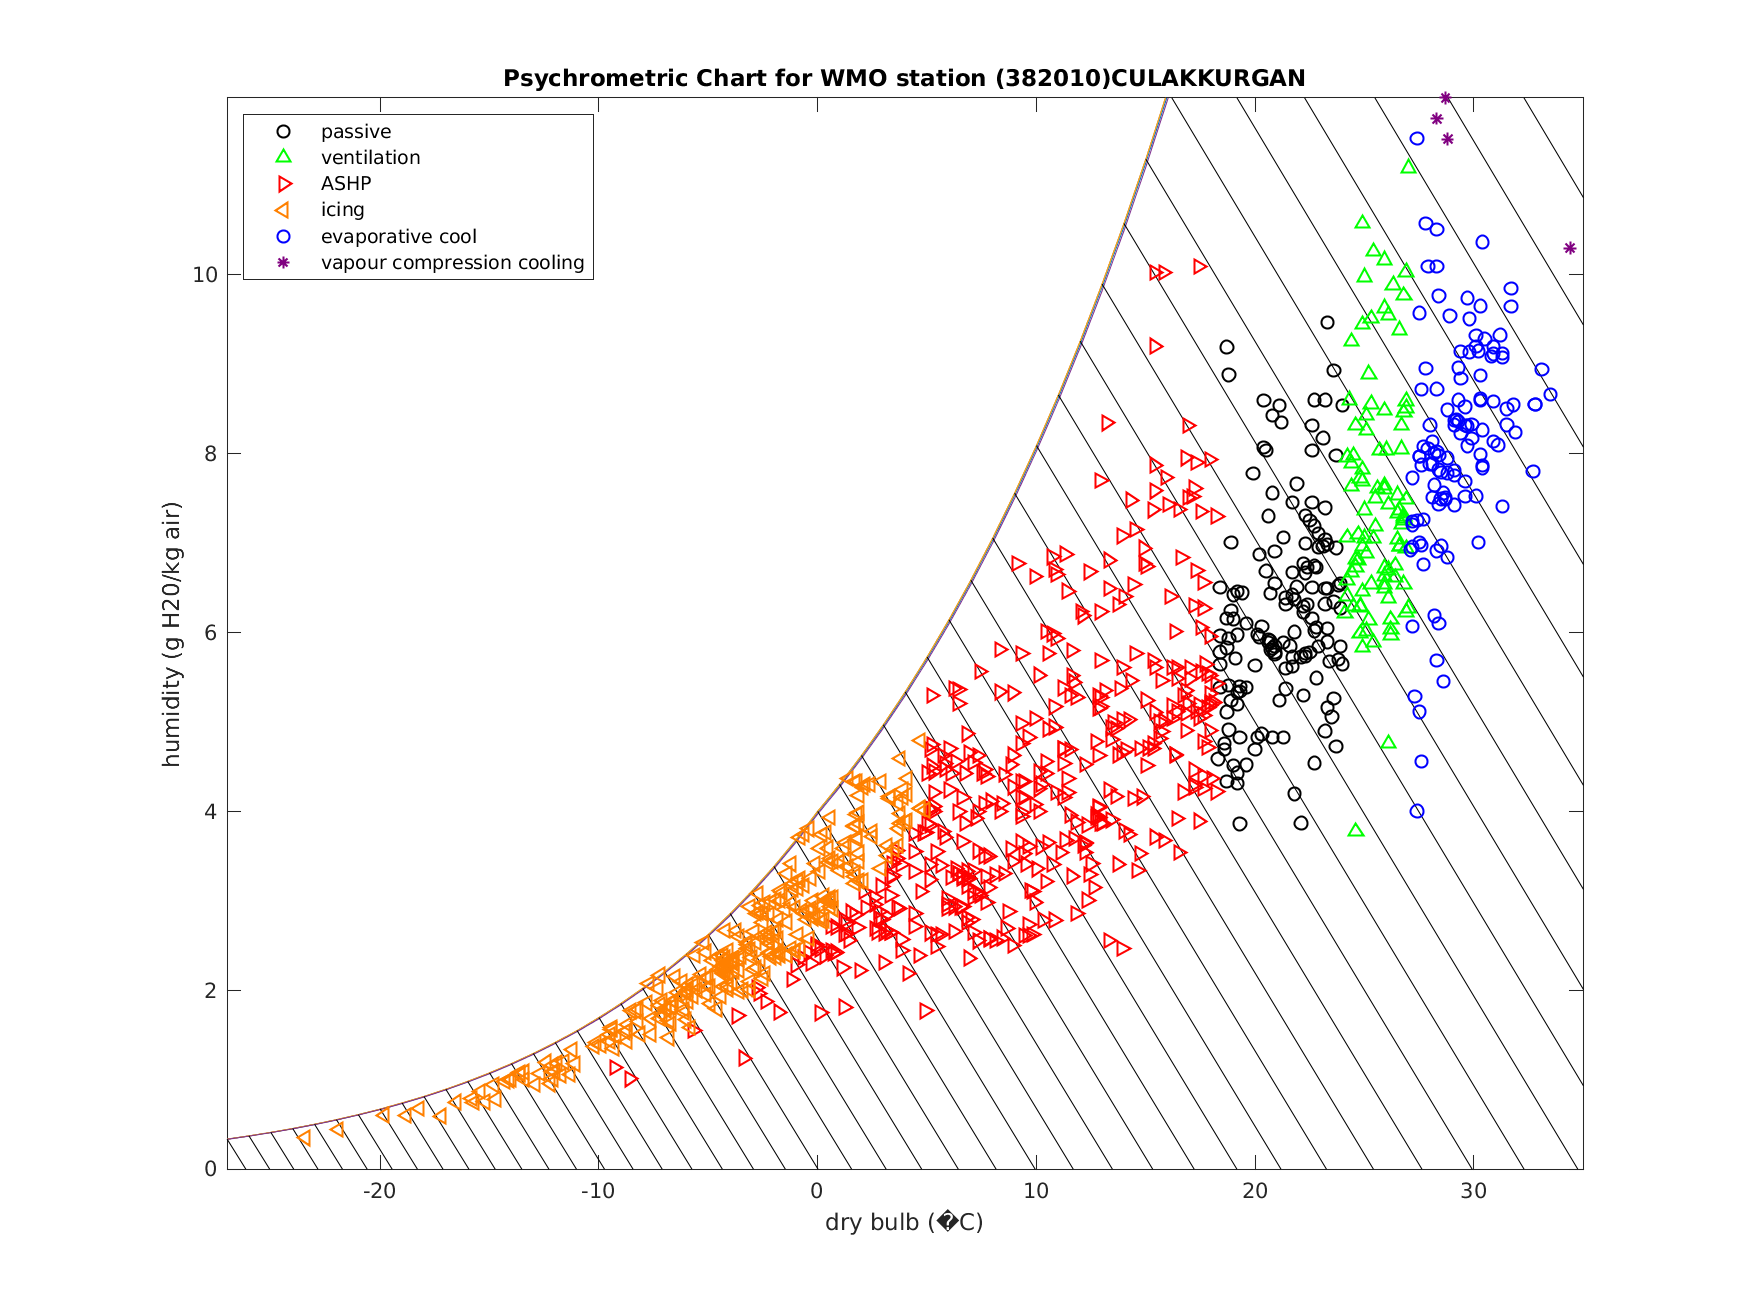 Psychrometric Chart for WMO station (382010)CULAKKURGAN
passive
ventilation
ASHP
icing
evaporative cool
vapour compression cooling
humidity (g H20/kg air)
10
8
6
4
2
0
-20 -10 0 10 20 30
dry bulb (�C)